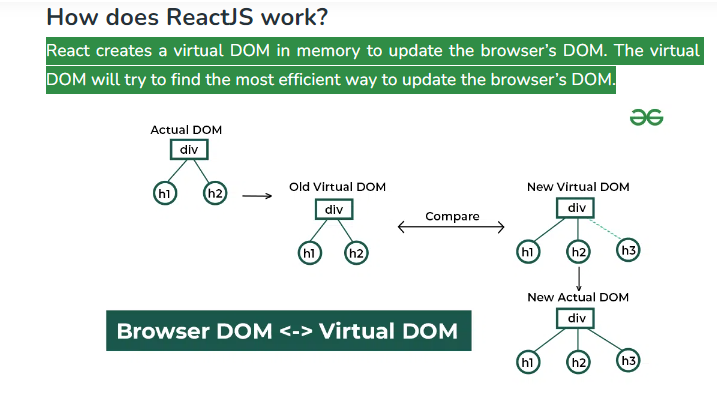 How does ReactJS work?
React creates a virtual DOM in memory to update the browser's DOM. The virtual
DOM will try to find the most efficient way to update the browser's DOM.
Actual DOM
div
h1
h2
Old Virtual DOM
div
h1
h2
Compare
New Virtual DOM
div
h1
h2
h3
New Actual DOM
div
h1
h2
h3
Browser DOM <-> Virtual DOM